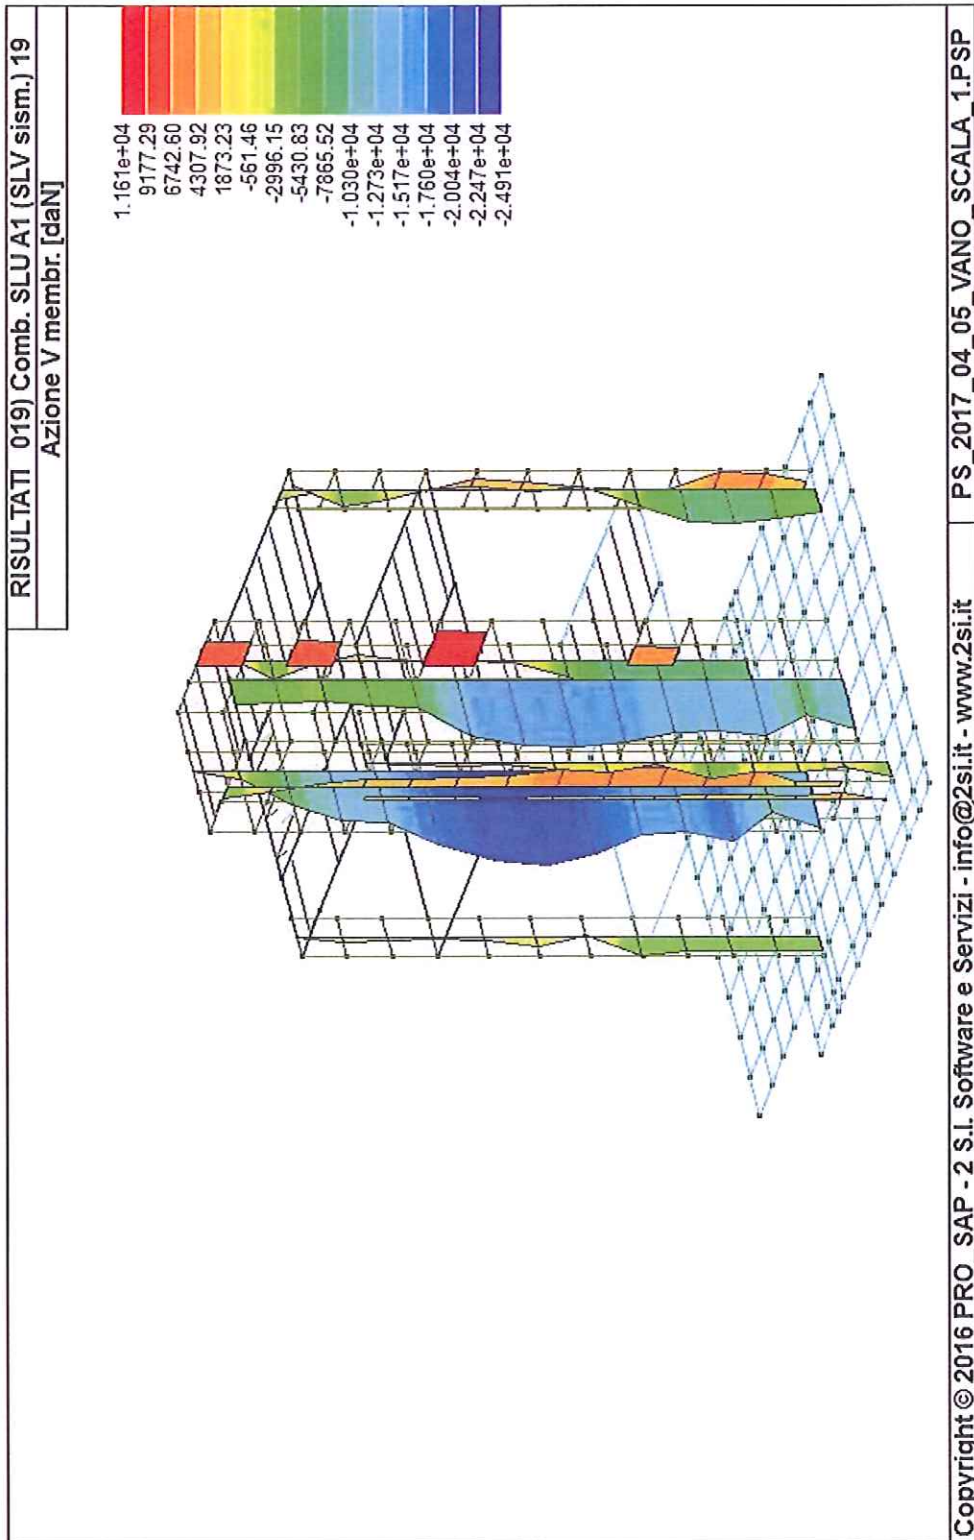 RISULTATI 019) Comb. SLU A1 (SLV sism.) 19
Azione V membr. [daN]
1.161e+04
9177.29
6742.60
4307.92
1873.23
-561.46
-2996.15
-5430.83
-7865.52
-1.030e+04
-1.273e+04
-1.517e+04
-1.760e+04
-2.004e+04
-2.247e+04
-2.491e+04
Copyright © 2016 PRO_SAP - 2 S.I. Software e Servizi - info@2si.it - www.2si.it
PS_2017_04_05_VANO_SCALA_1.PSP